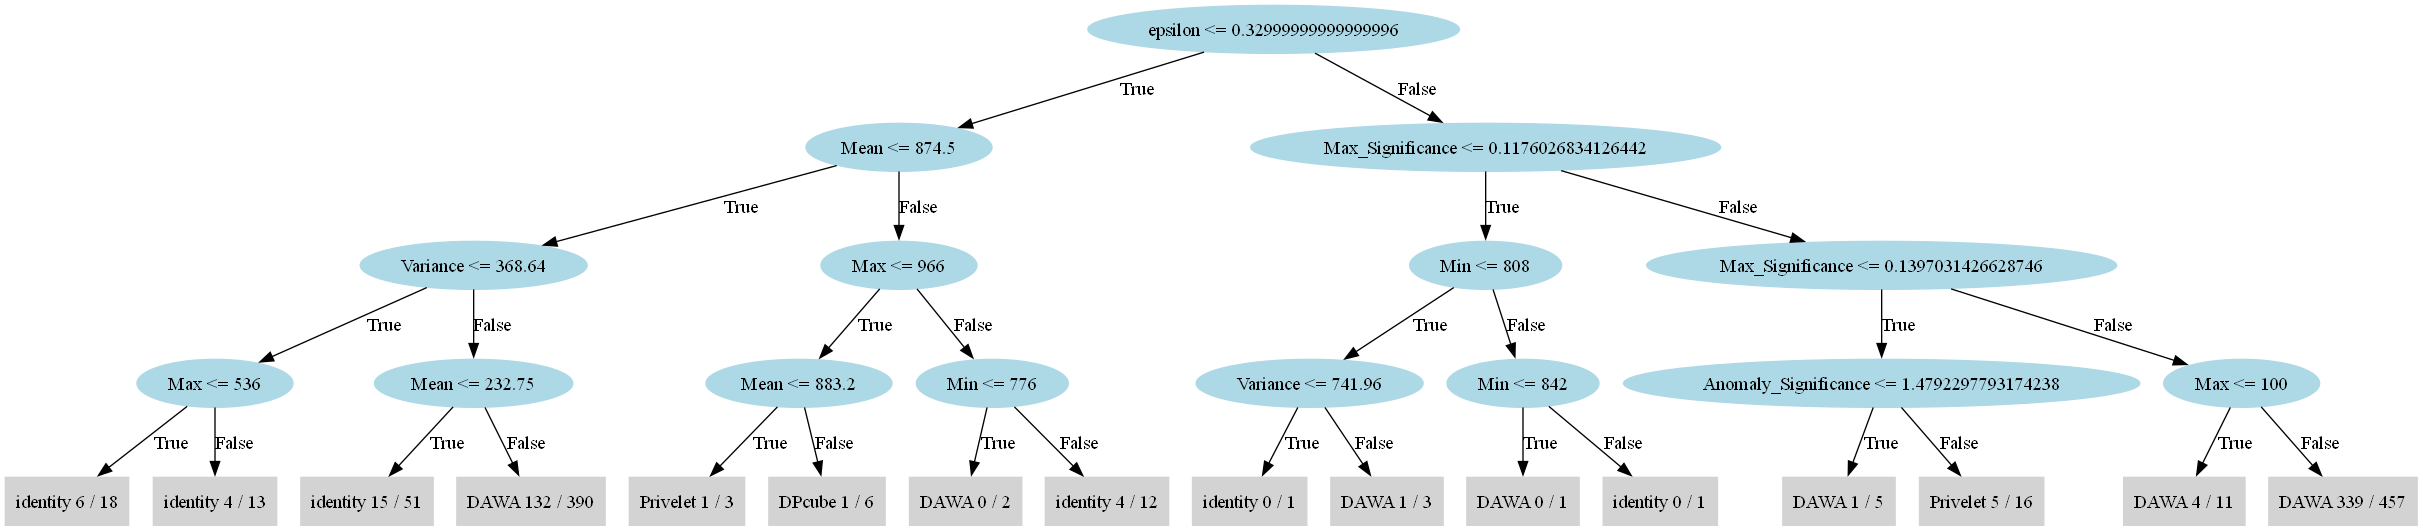 epsilon <= 0.32999999999999996
True
False
Mean <= 874.5
Max_Significance <= 0.1176026834126442
True
False
True
False
Variance <= 368.64
Max <= 966
Min <= 808
Max_Significance <= 0.1397031426628746
True
False
True
False
True
False
True
False
Max <= 536
Mean <= 232.75
Mean <= 883.2
Min <= 776
Variance <= 741.96
Min <= 842
Anomaly_Significance <= 1.4792297793174238
Max <= 100
True
False
True
False
True
False
True
False
True
False
True
False
True
False
True
False
identity 6 / 18
identity 4 / 13
identity 15 / 51
DAWA 132 / 390
Privelet 1 / 3
DPcube 1 / 6
DAWA 0 / 2
identity 4 / 12
identity 0 / 1
DAWA 1 / 3
DAWA 0 / 1
identity 0 / 1
DAWA 1 / 5
Privelet 5 / 16
DAWA 4 / 11
DAWA 339 / 457